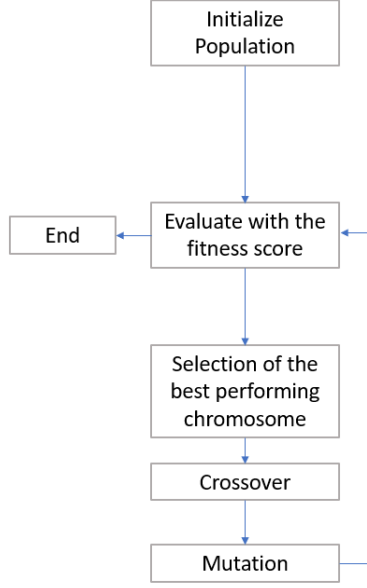 Initialize
Population
Evaluate with the
fitness score
End
Selection of the
best performing
chromosome
Crossover
Mutation